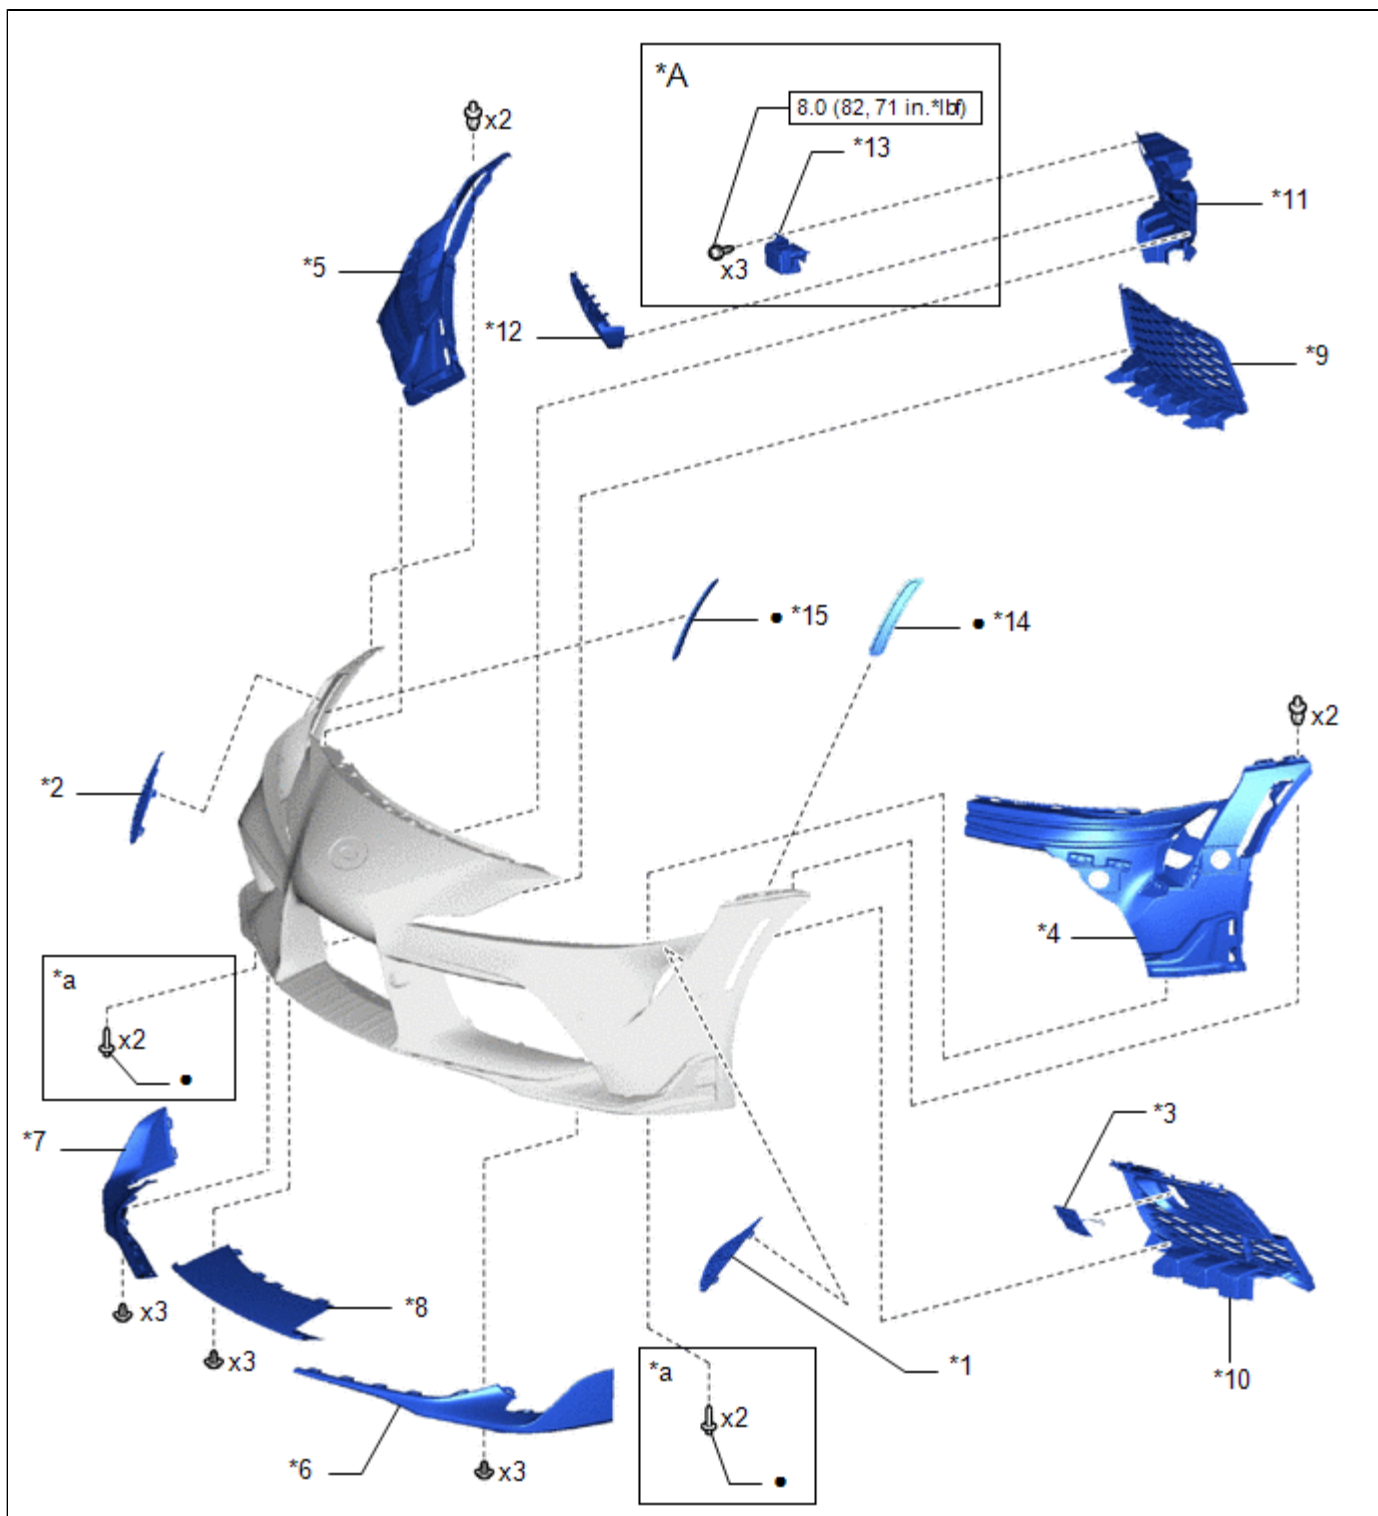 *A
8.0 (82, 71 in.*lbf)
*13
x3
x2
*5
*12
*11
*9
● *15
● *14
x2
*2
*4
*a
x2
●
*7
*3
x3
*8
x3
*1
*10
*a
x2
●
*6
x3